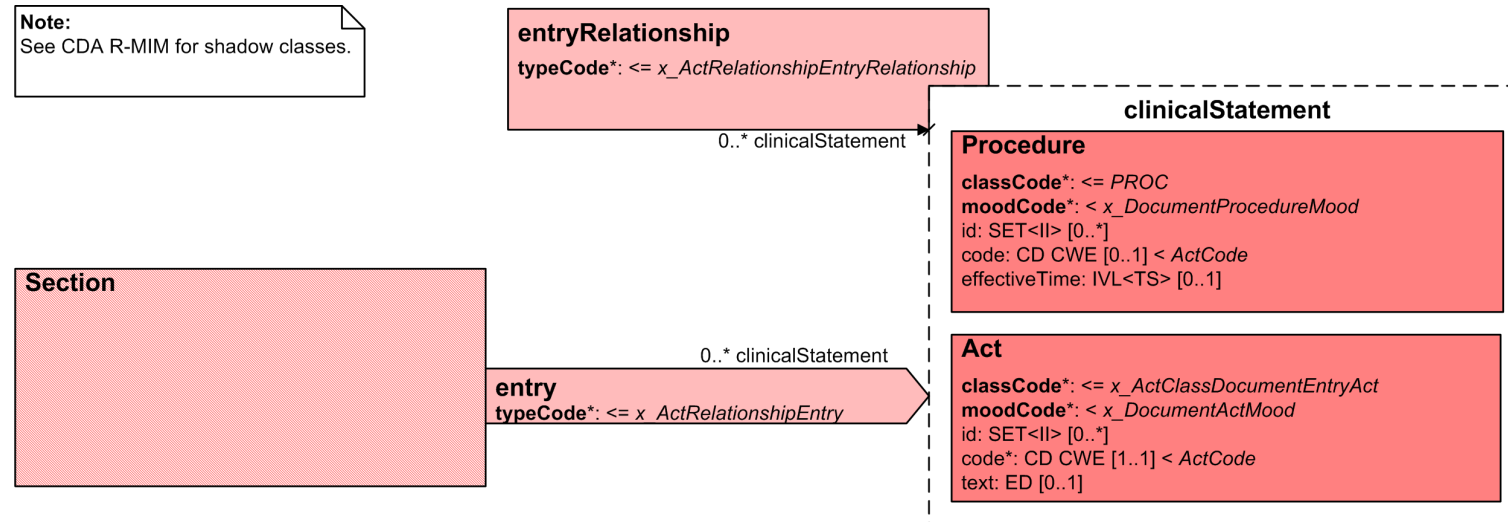 Note:
See CDA R-MIM for shadow classes.
entryRelationship
typeCode*: <= x_ActRelationshipEntryRelationship
0..* clinicalStatement
clinicalStatement
Procedure
classCode*: <= PROC
moodCode*: < x_DocumentProcedureMood
id: SET<II> [0..*]
code: CD CWE [0..1] < ActCode
effectiveTime: IVL<TS> [0..1]
Section
0..* clinicalStatement
entry
typeCode*: <= x_ActRelationshipEntry
Act
classCode*: <= x_ActClassDocumentEntryAct
moodCode*: < x_DocumentActMood
id: SET<II> [0..*]
code*: CD CWE [1..1] < ActCode
text: ED [0..1]